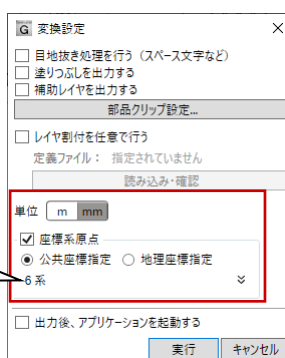 G 変換設定
目地抜き処理を行う（スペース文字など）
塗りつぶしを出力する
補助レイヤを出力する
部品クリップ設定...
レイヤ割付を任意で行う
定義ファイル： 指定されていません
読み込み・確認
単位 m mm
座標系原点
公共座標指定 地理座標指定
6 系
出力後、アプリケーションを起動する
実行 キャンセル